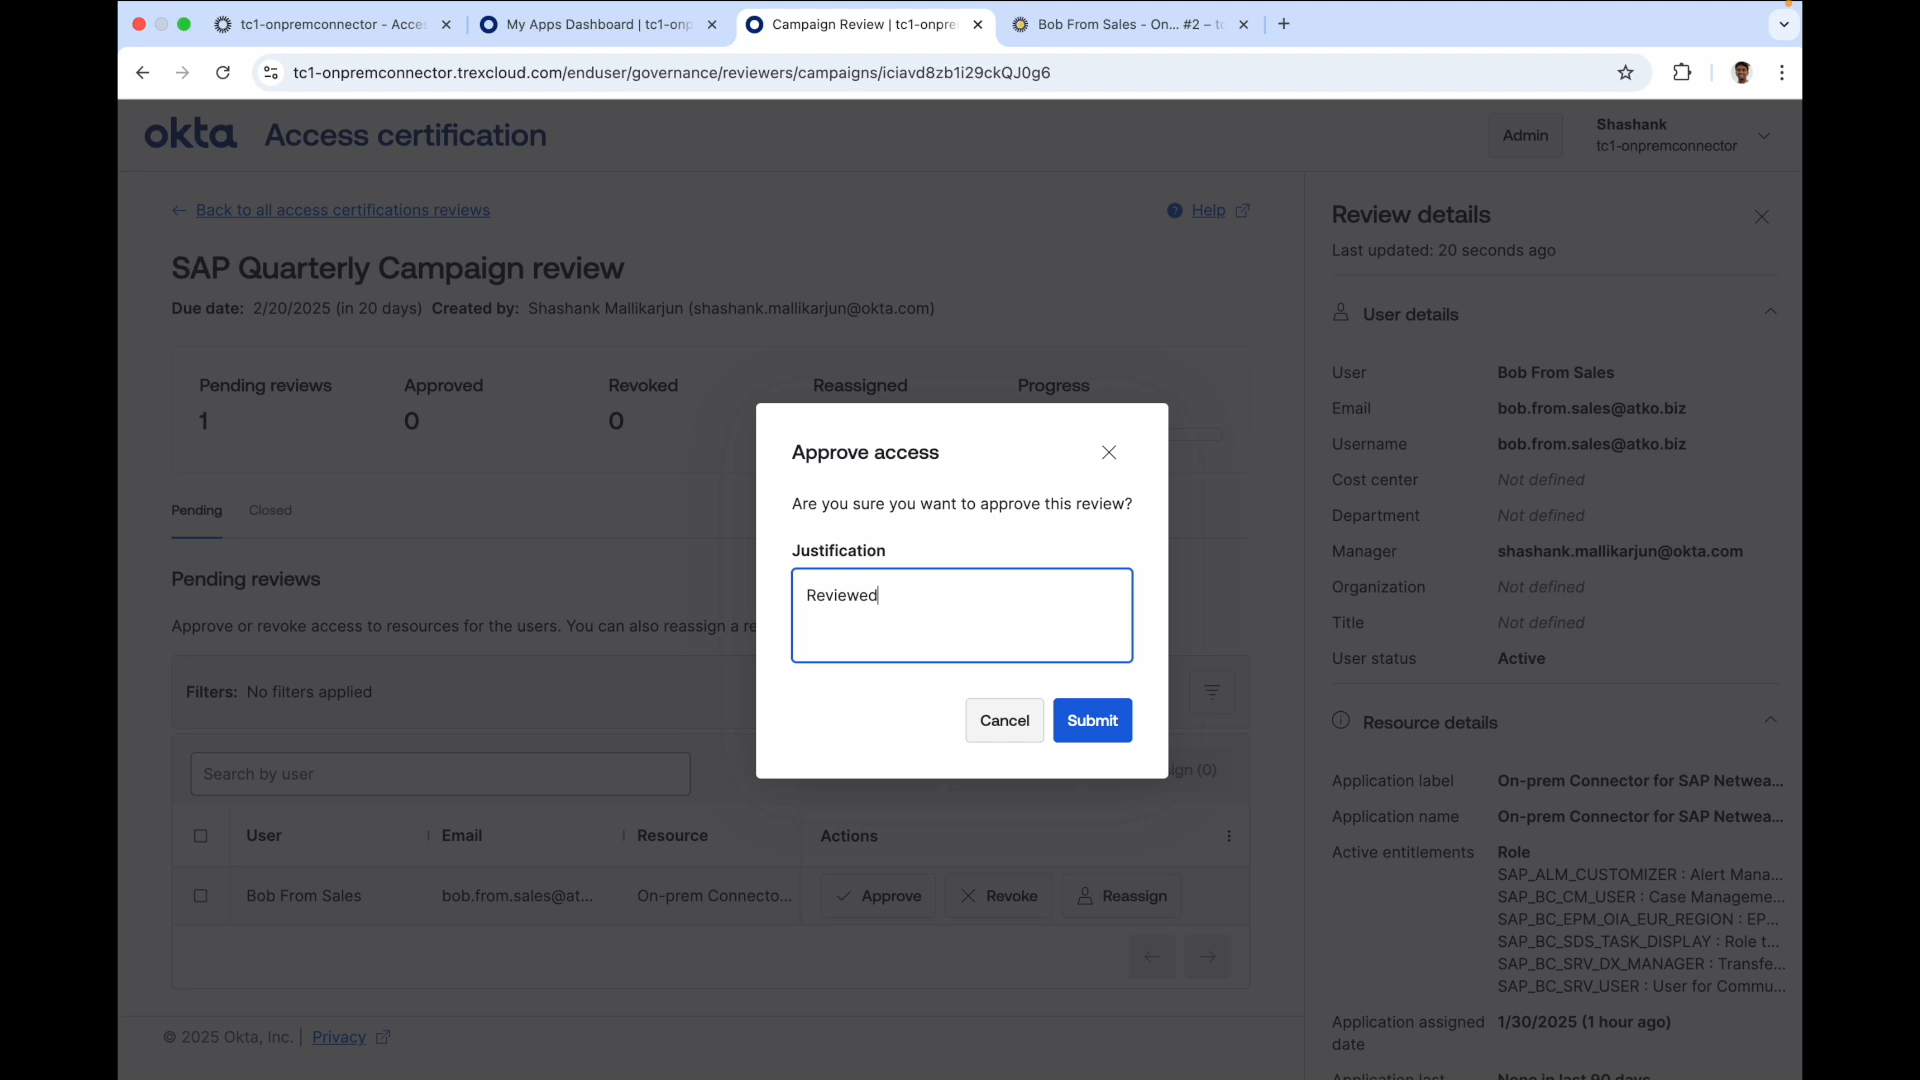 tc1-onpremconnector - Acce
My Apps Dashboard | tc1-onp
Campaign Review | tc1-onpre
Bob From Sales - On... #2 – tc
tc1-onpremconnector.trexcloud.com/enduser/governance/reviewers/campaigns/iciavd8zb1i29ckQJ0g6
okta
Access certification
Admin
Shashank
tc1-onpremconnector
← Back to all access certifications reviews
Help
SAP Quarterly Campaign review
Due date: 2/20/2025 (in 20 days) Created by: Shashank Mallikarjun (shashank.mallikarjun@okta.com)
Pending reviews
1
Approved
0
Revoked
0
Reassigned
Progress
Pending
Closed
Pending reviews
Approve or revoke access to resources for the users. You can also reassign a re
Filters: No filters applied
Search by user
ign (0)
User
Email
Resource
Actions
Bob From Sales
bob.from.sales@at...
On-prem Connecto...
Approve
Revoke
Reassign
© 2025 Okta, Inc. | Privacy
Approve access
Are you sure you want to approve this review?
Justification
Reviewed
Cancel
Submit
Review details
Last updated: 20 seconds ago
User details
User Bob From Sales
Email bob.from.sales@atko.biz
Username bob.from.sales@atko.biz
Cost center Not defined
Department Not defined
Manager shashank.mallikarjun@okta.com
Organization Not defined
Title Not defined
User status Active
Resource details
Application label On-prem Connector for SAP Netwea...
Application name On-prem Connector for SAP Netwea...
Active entitlements Role
SAP_ALM_CUSTOMIZER : Alert Mana...
SAP_BC_CM_USER : Case Manageme...
SAP_BC_EPM_OIA_EUR_REGION : EP...
SAP_BC_SDS_TASK_DISPLAY : Role t...
SAP_BC_SRV_DX_MANAGER : Transfe...
SAP_BC_SRV_USER : User for Commu...
Application assigned 1/30/2025 (1 hour ago)
date
Application last None in last 90 days